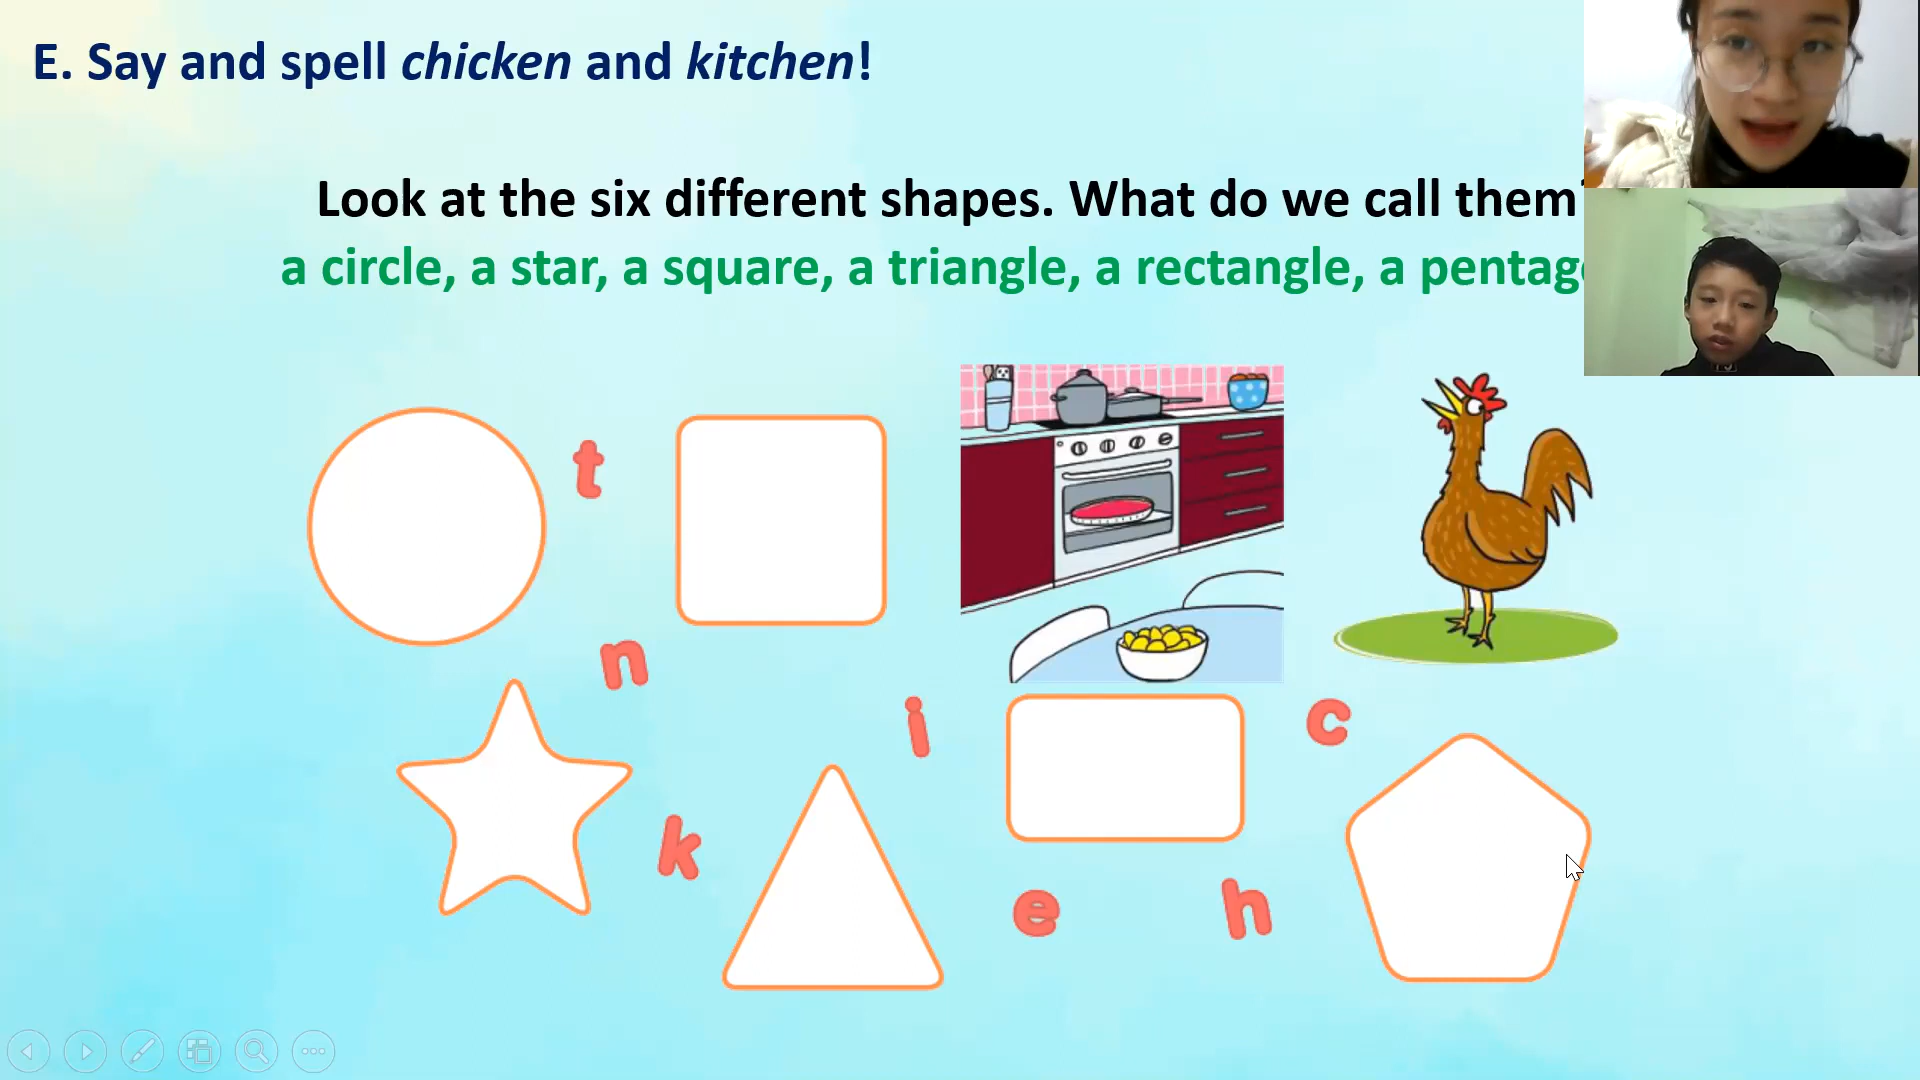 E. Say and spell chicken and kitchen!
Look at the six different shapes. What do we call them?
a circle, a star, a square, a triangle, a rectangle, a
t
n
i
c
k
e
h